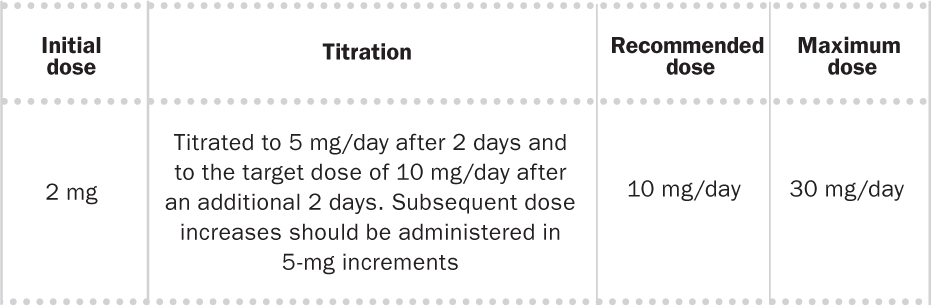 Initial
dose
Titration
Recommended
dose
Maximum
dose
2 mg
Titrated to 5 mg/day after 2 days and
to the target dose of 10 mg/day after
an additional 2 days. Subsequent dose
increases should be administered in
5-mg increments
10 mg/day
30 mg/day